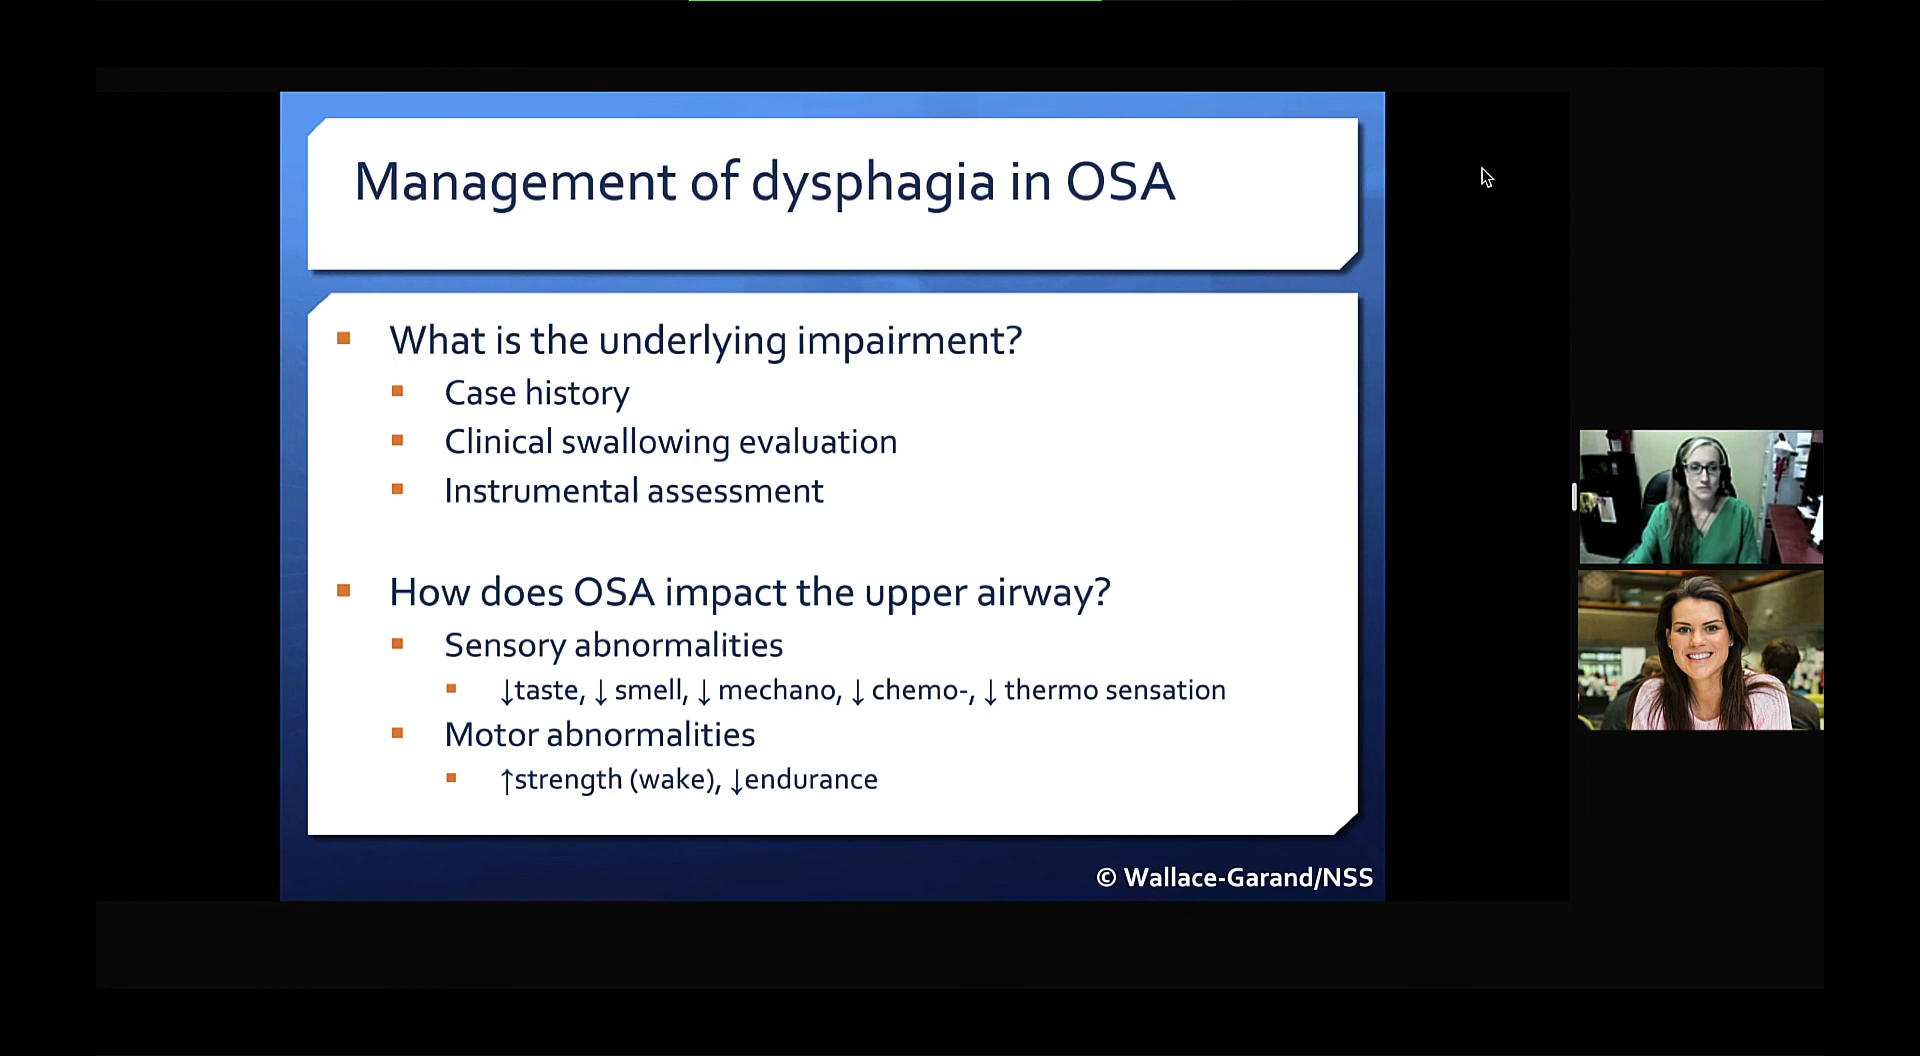 Management of dysphagia in OSA
What is the underlying impairment?
Case history
Clinical swallowing evaluation
Instrumental assessment
How does OSA impact the upper airway?
Sensory abnormalities
↓taste, ↓ smell, ↓ mechano, ↓ chemo-, ↓ thermo sensation
Motor abnormalities
↑strength (wake), ↓endurance
© Wallace-Garand/NSS